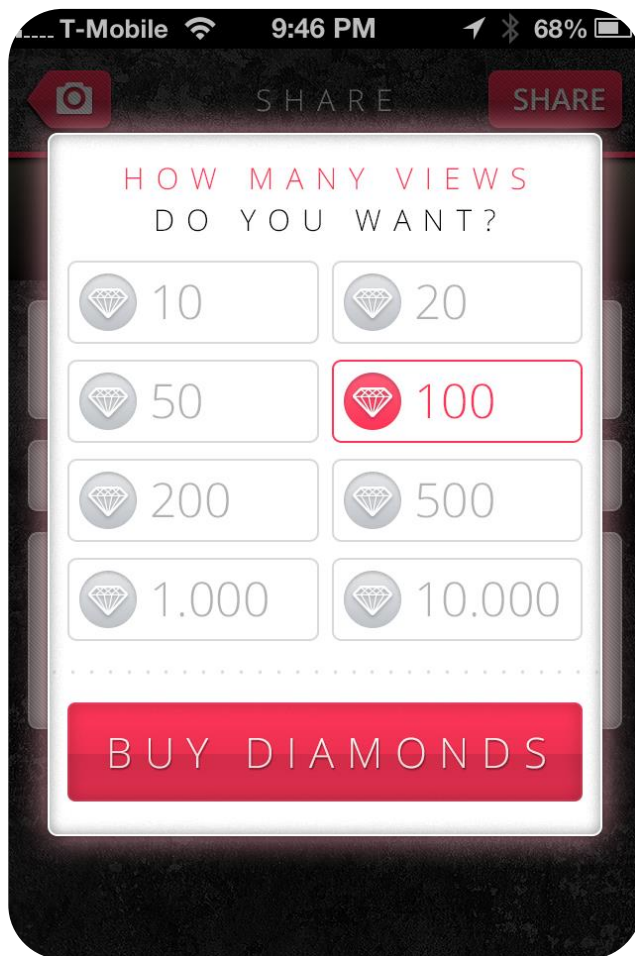 T-Mobile 9:46 PM 68%
SHARE SHARE
HOW MANY VIEWS
DO YOU WANT?
10 20
50 100
200 500
1.000 10.000
BUY DIAMONDS